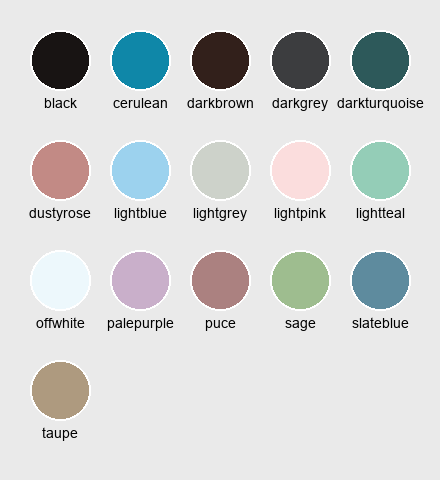 black cerulean darkbrown darkgrey darkturquoise
dustyrose lightblue lightgrey lightpink lightteal
offwhite palepurple puce sage slateblue
taupe